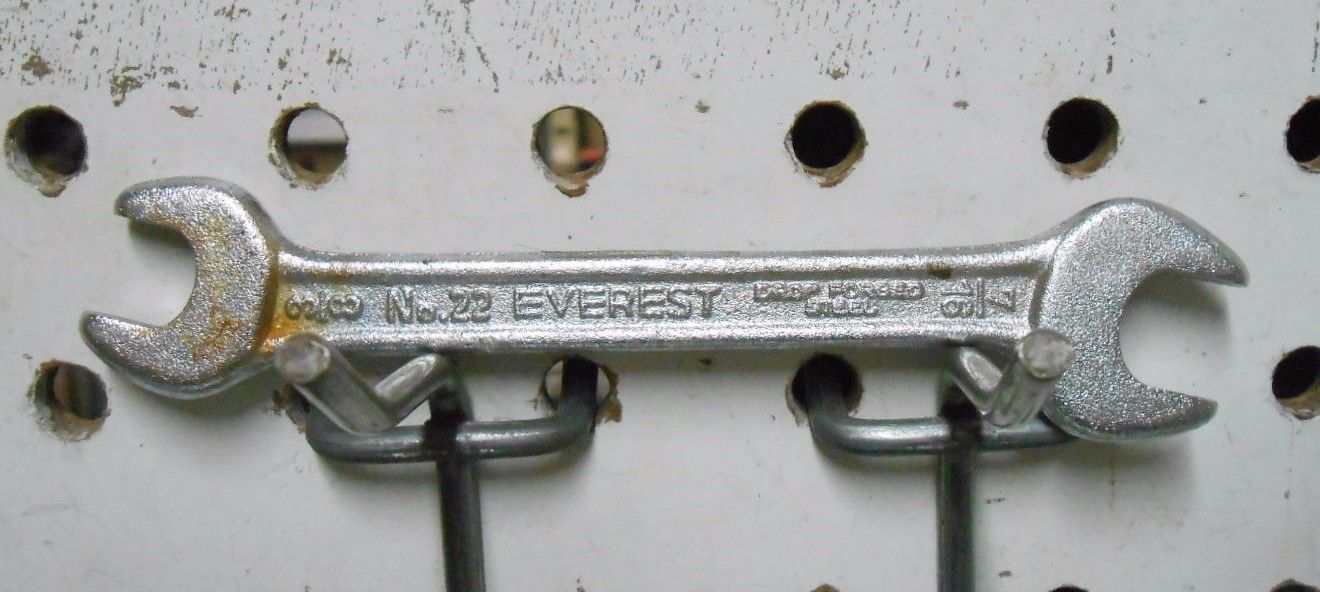 3/8
No. 22
EVEREST
DROP FORGED
STEEL
7/16